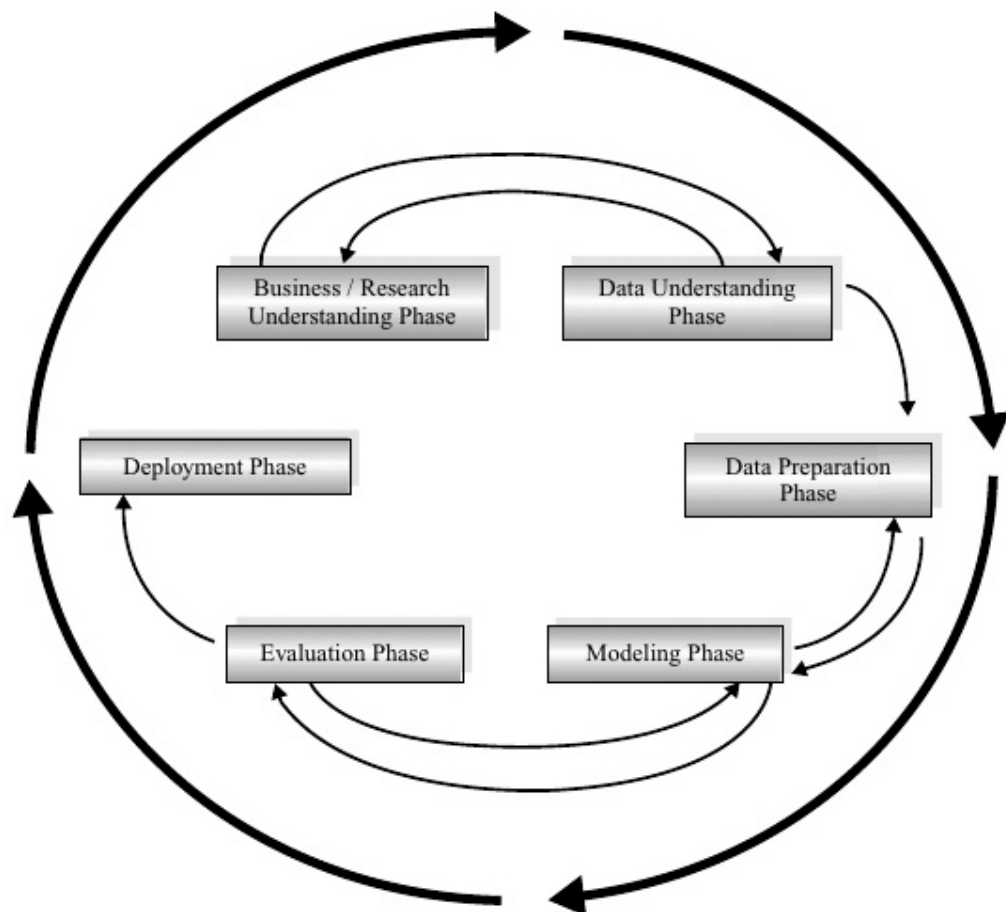 Business / Research
Understanding Phase
Data Understanding
Phase
Deployment Phase
Data Preparation
Phase
Evaluation Phase
Modeling Phase